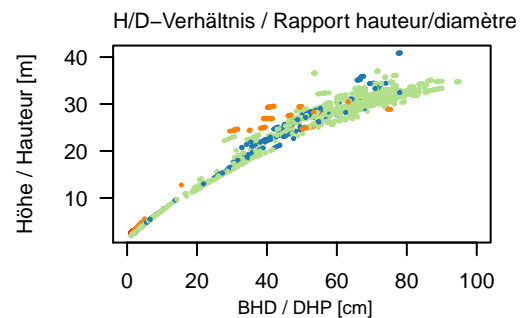 H/D−Verhältnis / Rapport hauteur/diamètre
Höhe / Hauteur [m]
40
30
20
10
0 20 40 60 80 100
BHD / DHP [cm]